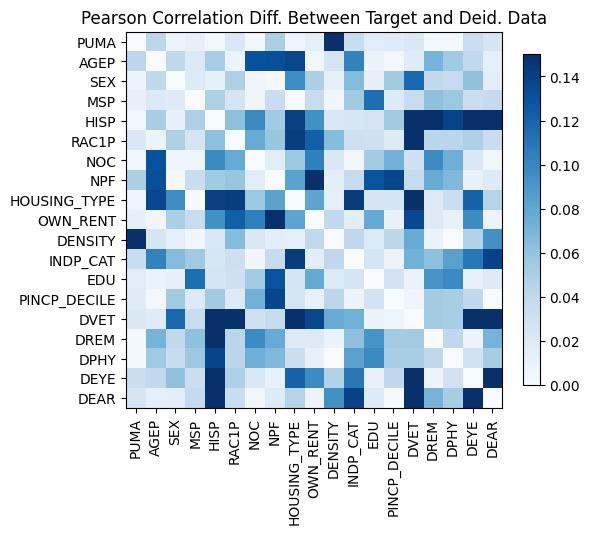 Pearson Correlation Diff. Between Target and Deid. Data
PUMA
AGEP
SEX
MSP
HISP
RAC1P
NOC
NPF
HOUSING_TYPE
OWN_RENT
DENSITY
INDP_CAT
EDU
PINCP_DECILE
DVET
DREM
DPHY
DEYE
DEAR
PUMA
AGEP
SEX
MSP
HISP
RAC1P
NOC
NPF
HOUSING_TYPE
OWN_RENT
DENSITY
INDP_CAT
EDU
PINCP_DECILE
DVET
DREM
DPHY
DEYE
DEAR
0.14
0.12
0.10
0.08
0.06
0.04
0.02
0.00